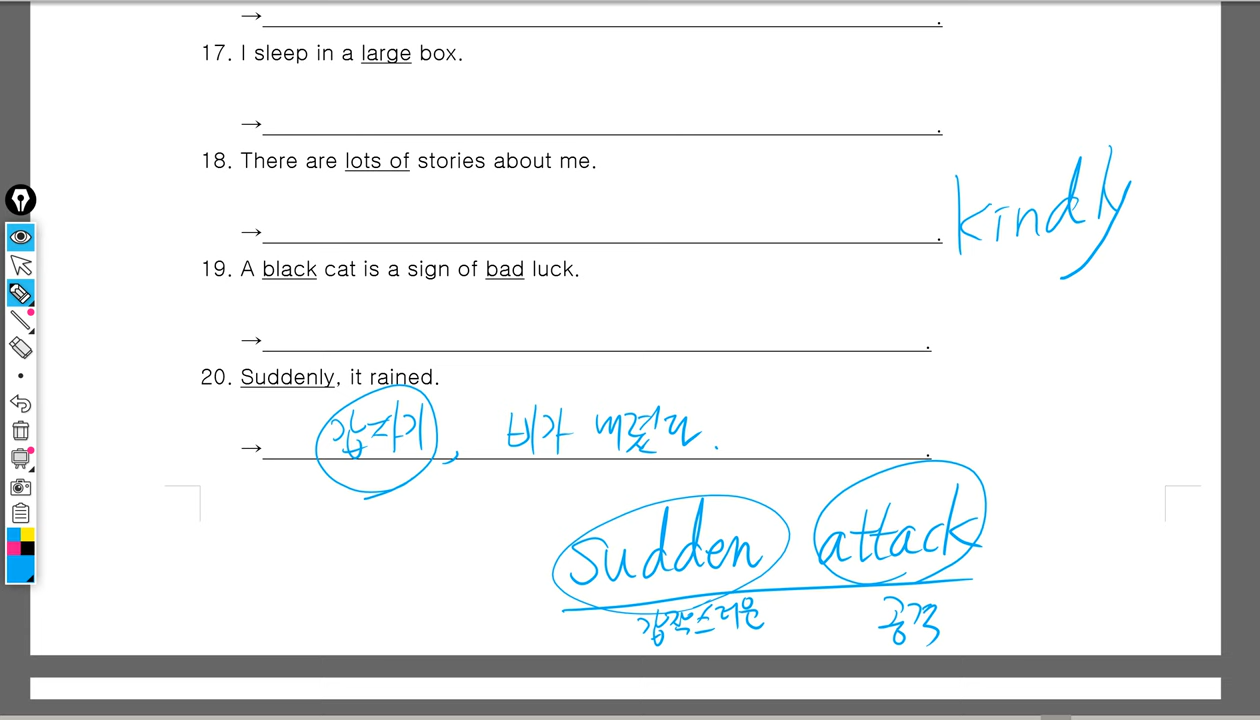 → .
17. I sleep in a large box.
→ .
18. There are lots of stories about me.
→ .
kindly
19. A black cat is a sign of bad luck.
→ .
20. Suddenly, it rained.
→ 갑자기, 비가 내렸다.
sudden attack
갑작스러운 공격